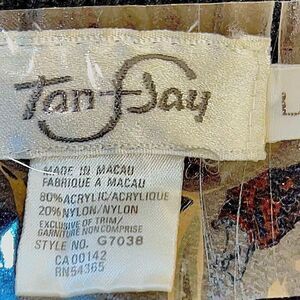 Tan Jay
L
MADE IN MACAU
FABRIQUE A MACAU
80%ACRYLIC/ACRYLIQUE
20%NYLON/NYLON
EXCLUSIVE OF TRIM/
GARNITURE NON COMPRISE
STYLE NO. G7038
CA00142
RN54365